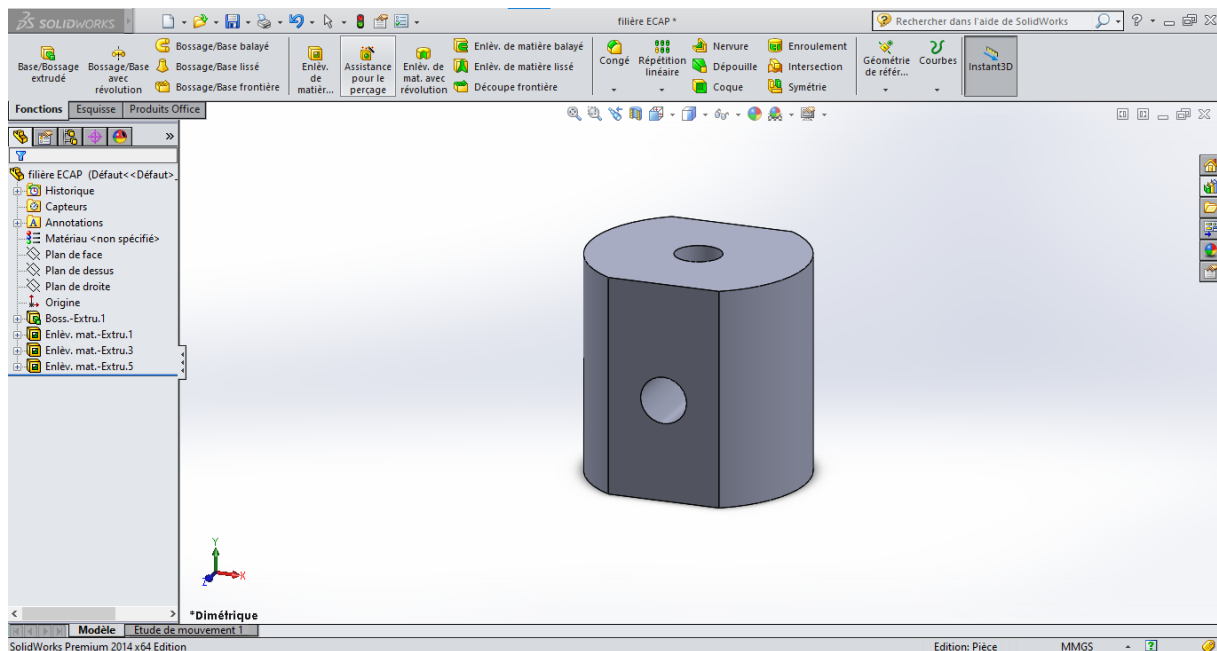 SOLIDWORKS
filière ECAP *
Rechercher dans l'aide de SolidWorks
Base/Bossage
extrudé
Bossage/Base
avec
révolution
Bossage/Base balayé
Bossage/Base lissé
Bossage/Base frontière
Enlèv.
de
matièr...
Assistance
pour le
perçage
Enlèv. de
mat. avec
révolution
Enlèv. de matière balayé
Enlèv. de matière lissé
Découpe frontière
Congé
Répétition
linéaire
Nervure
Dépouille
Coque
Enroulement
Intersection
Symétrie
Géométrie
de référ...
Courbes
Instant3D
Fonctions Esquisse Produits Office
filière ECAP (Défaut<<Défaut>_
Historique
Capteurs
Annotations
Matériau <non spécifié>
Plan de face
Plan de dessus
Plan de droite
Origine
Boss.-Extru.1
Enlèv. mat.-Extru.1
Enlèv. mat.-Extru.3
Enlèv. mat.-Extru.5
Y
X
Z
*Dimétrique
Modèle Etude de mouvement 1
SolidWorks Premium 2014 x64 Edition
Edition: Pièce MMGS